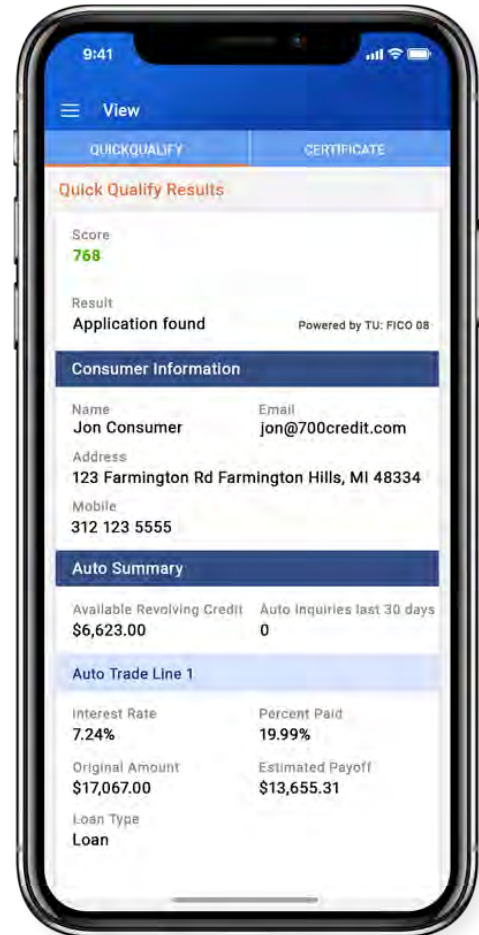 9:41
View
QUICKQUALIFY CERTIFICATE
Quick Qualify Results
Score
768
Result
Application found Powered by TU: FICO 08
Consumer Information
Name Email
Jon Consumer jon@700credit.com
Address
123 Farmington Rd Farmington Hills, MI 48334
Mobile
312 123 5555
Auto Summary
Available Revolving Credit Auto Inquiries last 30 days
$6,623.00 0
Auto Trade Line 1
Interest Rate Percent Paid
7.24% 19.99%
Original Amount Estimated Payoff
$17,067.00 $13,655.31
Loan Type
Loan